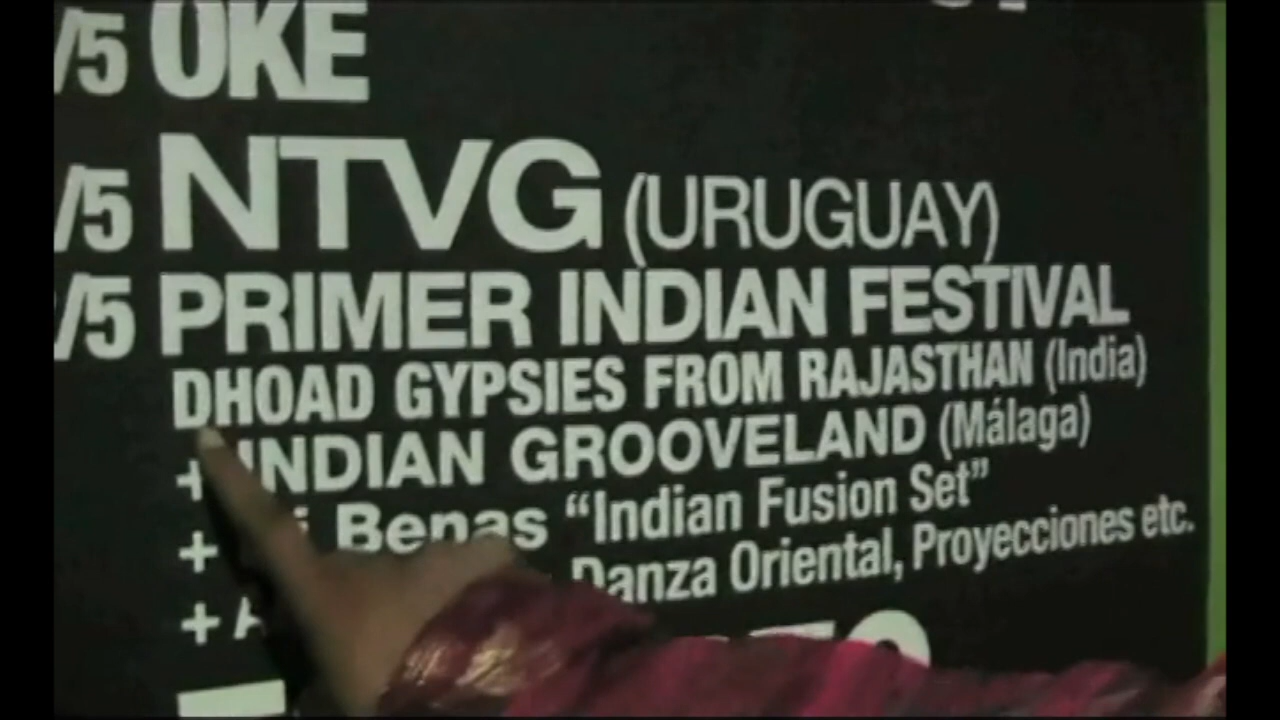 /5 OKE
/5 NTVG (URUGUAY)
/5 PRIMER INDIAN FESTIVAL
DHOAD GYPSIES FROM RAJASTHAN (India)
+ INDIAN GROOVELAND (Málaga)
+ Benas “Indian Fusion Set”
+ Danza Oriental, Proyecciones etc.